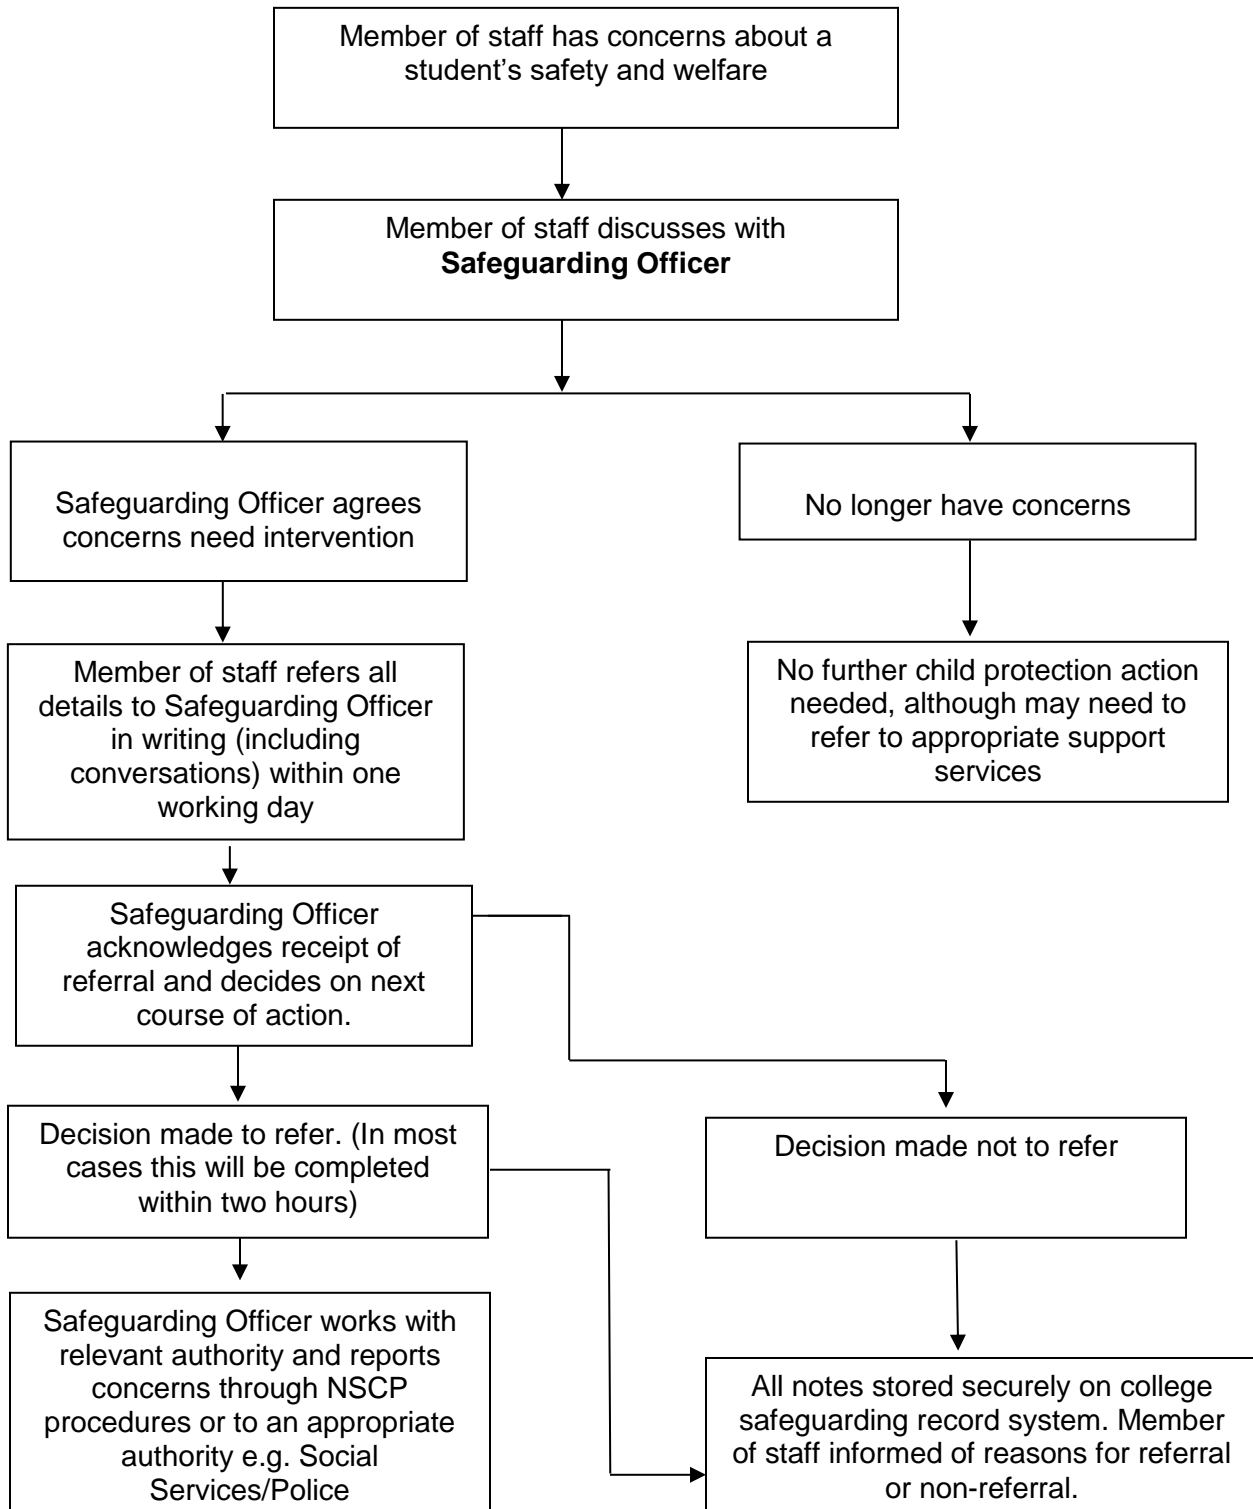 Member of staff has concerns about a
student’s safety and welfare
Member of staff discusses with
Safeguarding Officer
Safeguarding Officer agrees
concerns need intervention
No longer have concerns
Member of staff refers all
details to Safeguarding Officer
in writing (including
conversations) within one
working day
No further child protection action
needed, although may need to
refer to appropriate support
services
Safeguarding Officer
acknowledges receipt of
referral and decides on next
course of action.
Decision made to refer. (In most
cases this will be completed
within two hours)
Decision made not to refer
Safeguarding Officer works with
relevant authority and reports
concerns through NSCP
procedures or to an appropriate
authority e.g. Social
Services/Police
All notes stored securely on college
safeguarding record system. Member
of staff informed of reasons for referral
or non-referral.